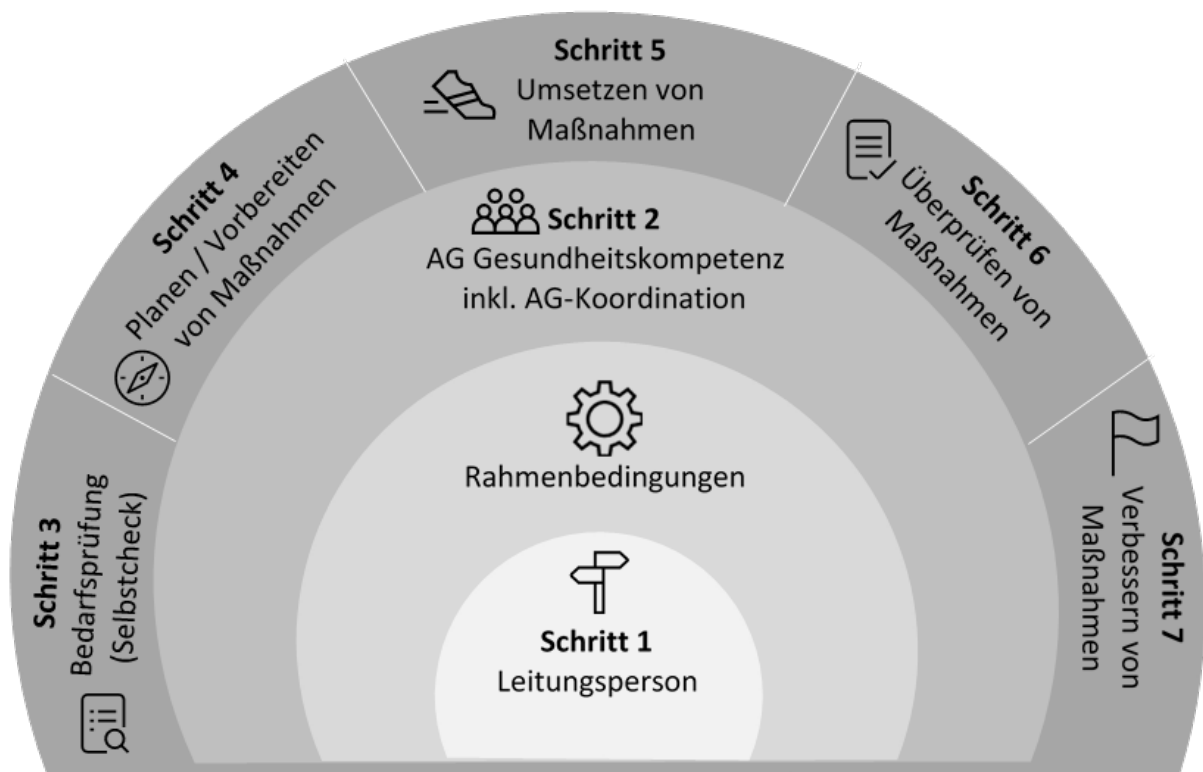 Schritt 1
Leitungsperson
Rahmenbedingungen
Schritt 2
AG Gesundheitskompetenz
inkl. AG-Koordination
Schritt 3
Bedarfsprüfung
(Selbstcheck)
Schritt 4
Planen / Vorbereiten
von Maßnahmen
Schritt 5
Umsetzen von
Maßnahmen
Schritt 6
Überprüfen von
Maßnahmen
Schritt 7
Verbessern von
Maßnahmen